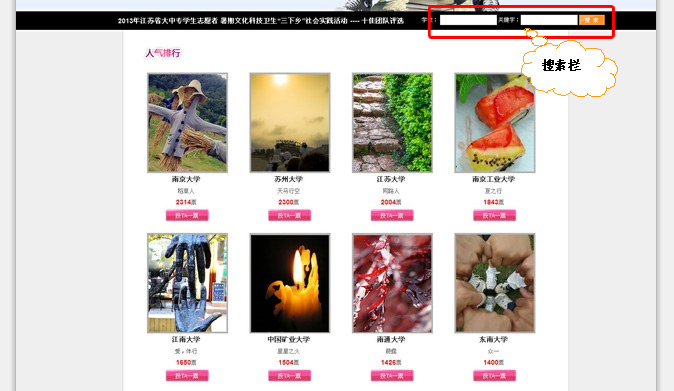 2013年江苏省大中专学生志愿者 暑期文化科技卫生“三下乡”社会实践活动 ---- 十佳团队评选 学校： 关键字： 搜 索
搜索栏
人气排行
南京大学 苏州大学 江苏大学 南京工业大学
稻草人 天马行空 同路人 夏之行
2314票 2300票 2004票 1843票
投TA一票 投TA一票 投TA一票 投TA一票
江南大学 中国矿业大学 南通大学 东南大学
爱，伴行 星星之火 众一
1650票 1504票 1426票 1400票
投TA一票 投TA一票 投TA一票 投TA一票